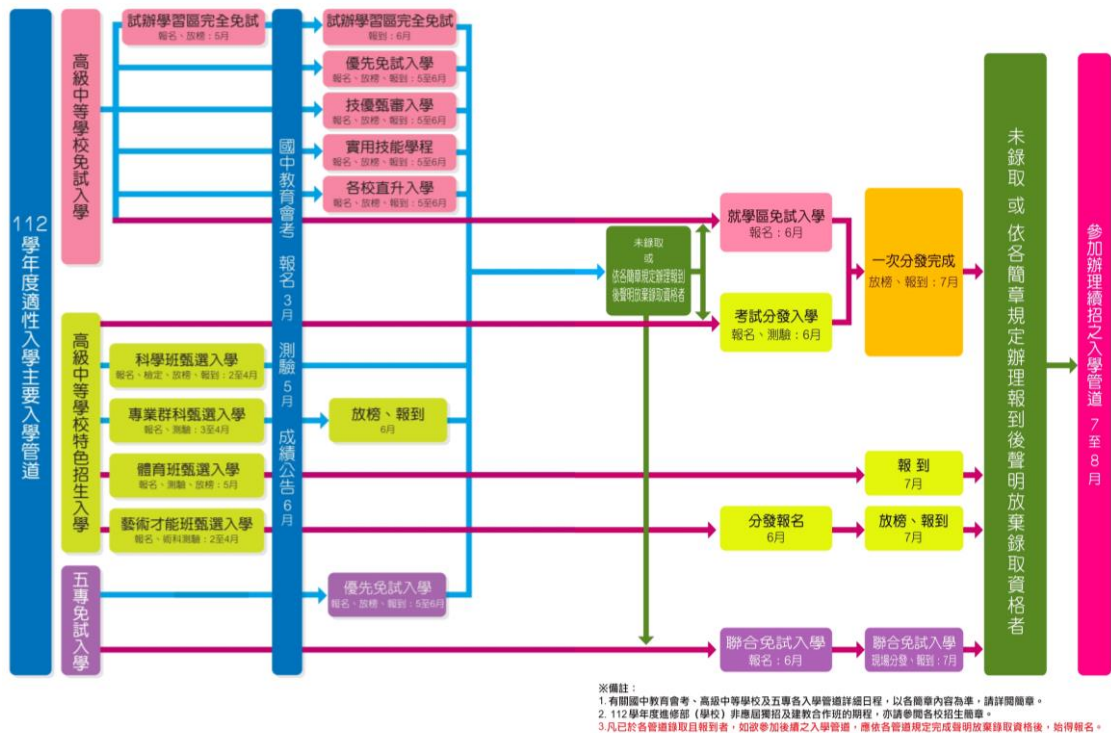 112
學年度適性入學主要入學管道
高級中等學校免試入學
試辦學習區完全免試
報名、放榜：5月
國中教育會考 報名3月 測驗5月 成績公告6月
試辦學習區完全免試
報到：6月
優先免試入學
報名、放榜、報到：5至6月
技優甄審入學
報名、放榜、報到：5至6月
實用技能學程
報名、放榜、報到：5至6月
各校直升入學
報名、放榜、報到：5至6月
未錄取
或
依各簡章規定辦理報到
後聲明放棄錄取資格者
就學區免試入學
報名：6月
考試分發入學
報名、測驗：6月
一次分發完成
放榜、報到：7月
高級中等學校特色招生入學
科學班甄選入學
報名、檢定、放榜、報到：2至4月
專業群科甄選入學
報名、測驗：3至4月
放榜、報到
6月
體育班甄選入學
報名、測驗、放榜：5月
報到
7月
藝術才能班甄選入學
報名、術科測驗：2至4月
分發報名
6月
放榜、報到
7月
五專免試入學
優先免試入學
報名、放榜、報到：5至6月
聯合免試入學
報名：6月
聯合免試入學
現場分發、報到：7月
未錄取 或 依各簡章規定辦理報到後聲明放棄錄取資格者
參加辦理續招之入學管道 7至8月
※備註：
1.有關國中教育會考、高級中等學校及五專各入學管道詳細日程，以各簡章內容為準，請詳閱簡章。
2.112學年度進修部（學校）非應屆獨招及建教合作班的期程，亦請參閱各校招生簡章。
3.凡已於各管道錄取且報到者，如欲參加後續之入學管道，應依各管道規定完成聲明放棄錄取資格後，始得報名。